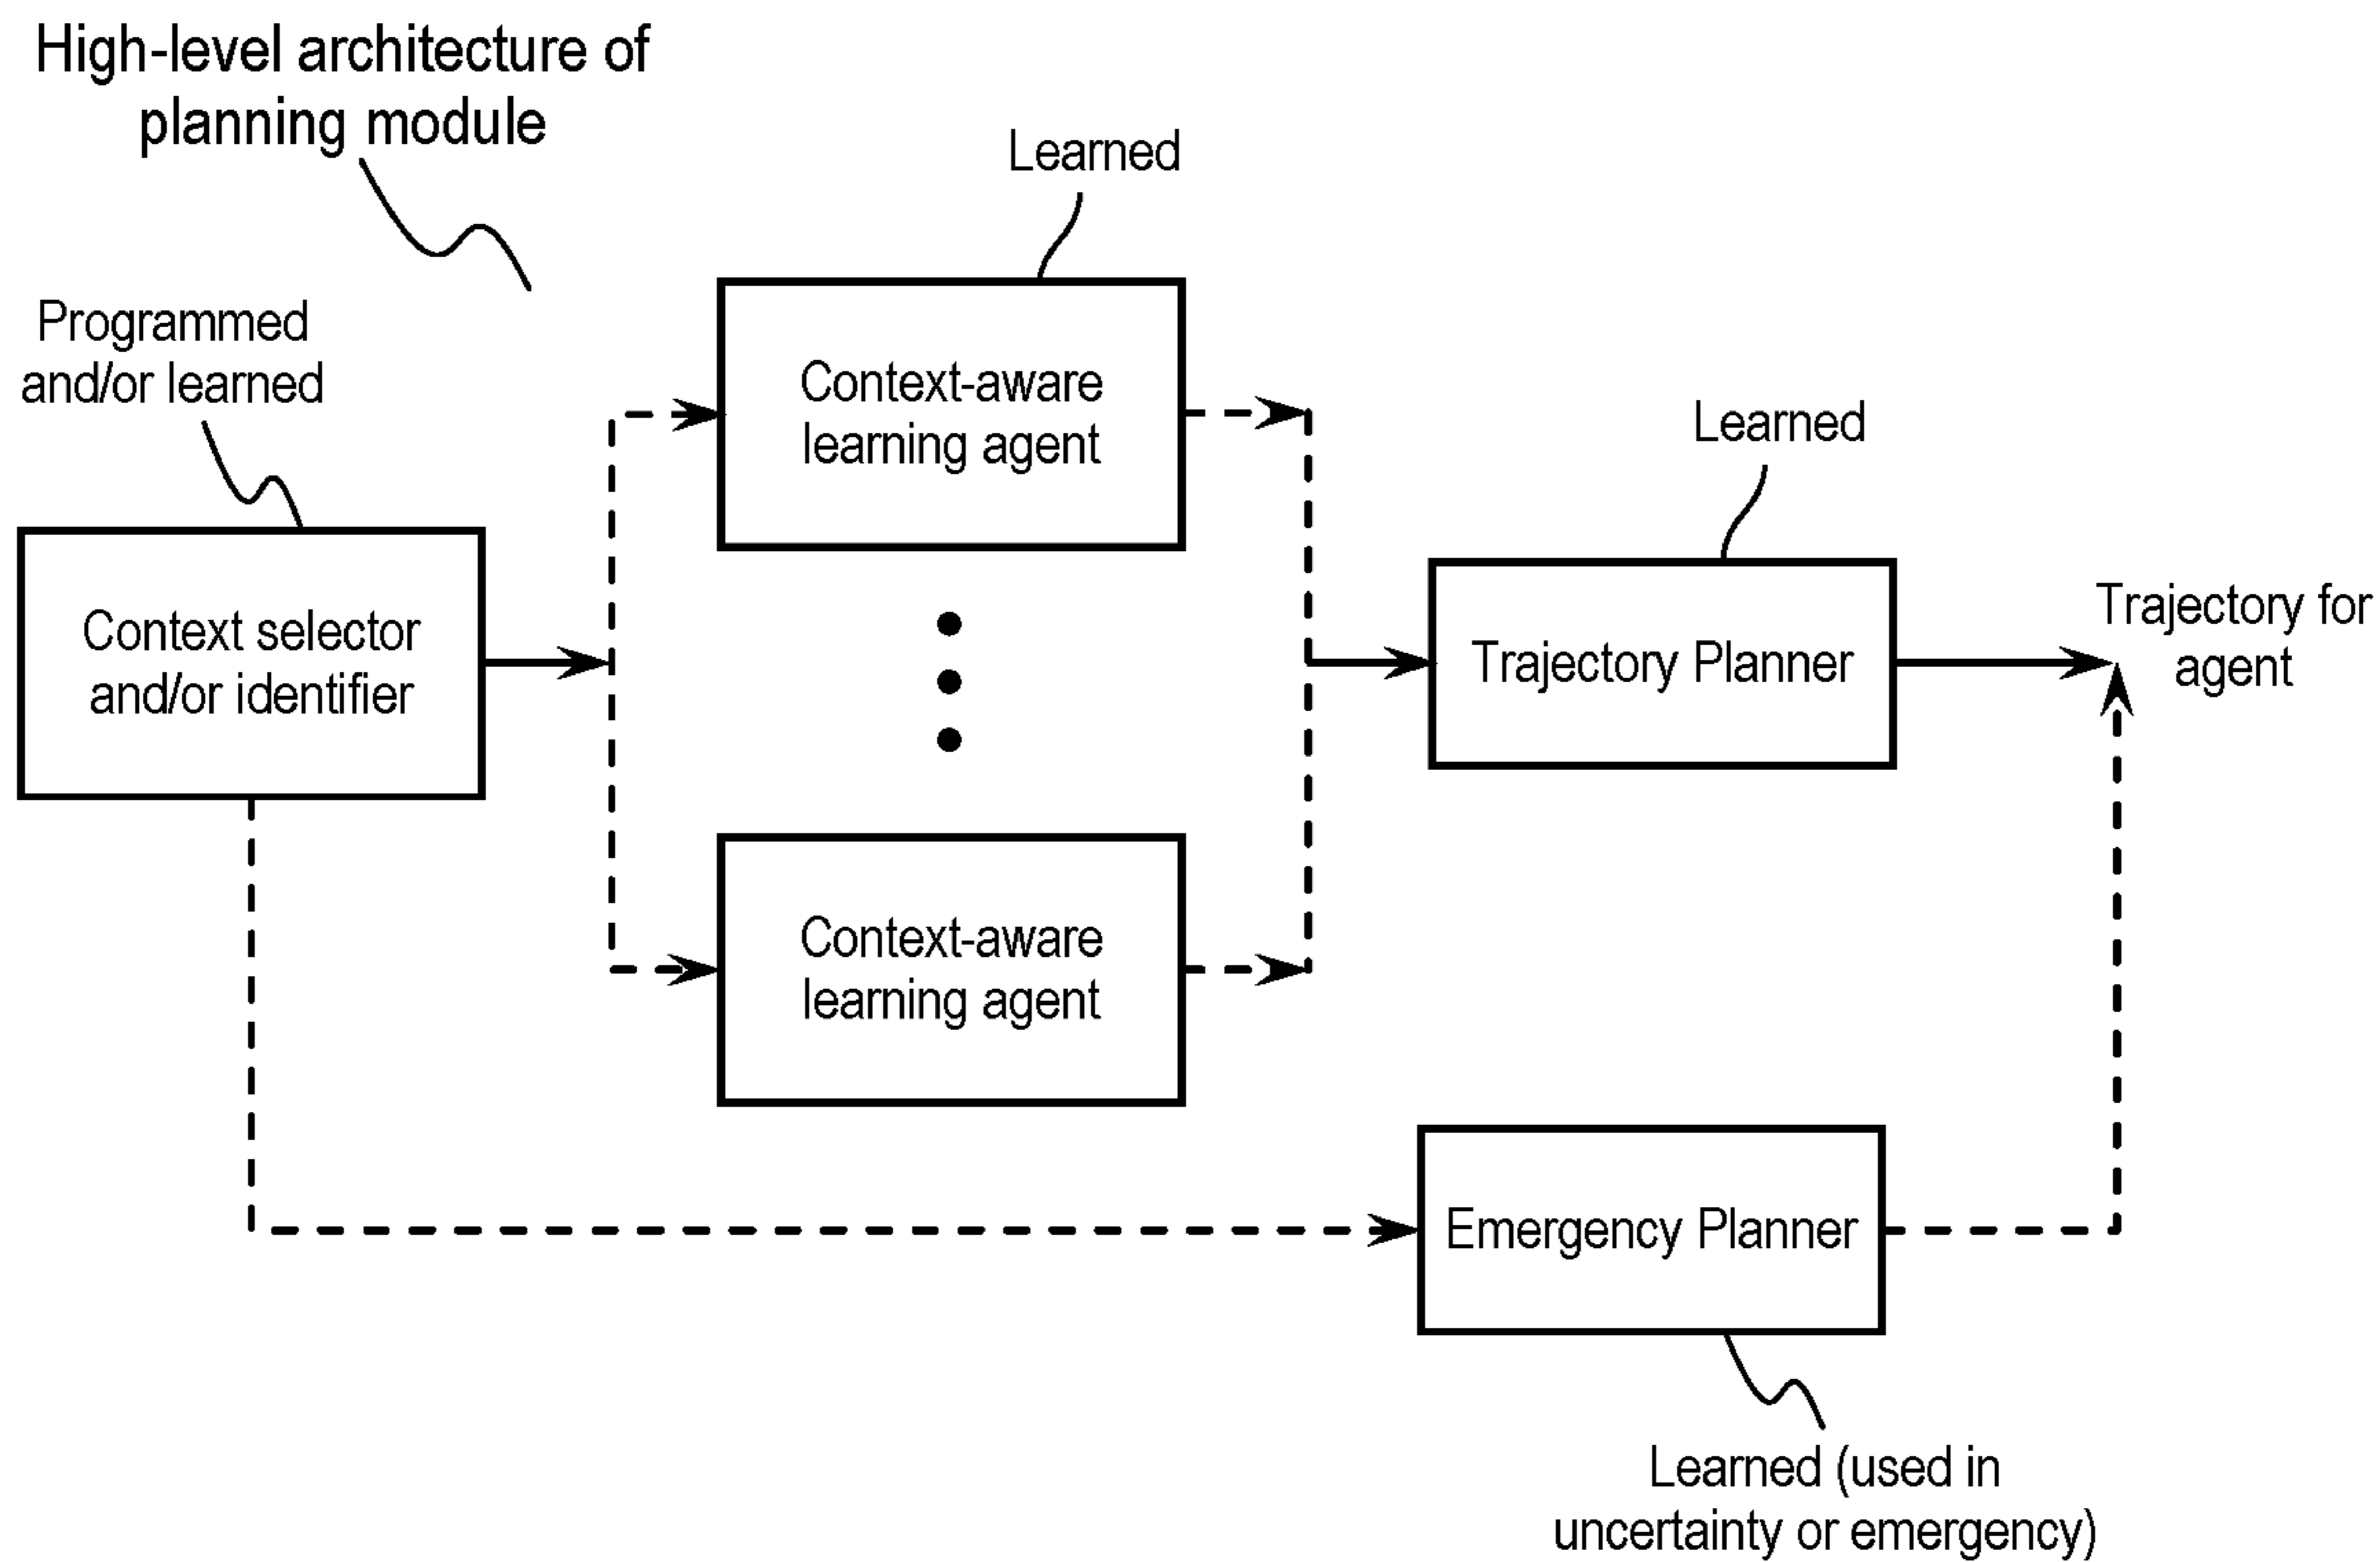 High-level architecture of
planning module
Learned
Programmed
and/or learned
Context-aware
learning agent
Learned
Context selector
and/or identifier
Trajectory Planner
Trajectory for
agent
Context-aware
learning agent
Emergency Planner
Learned (used in
uncertainty or emergency)